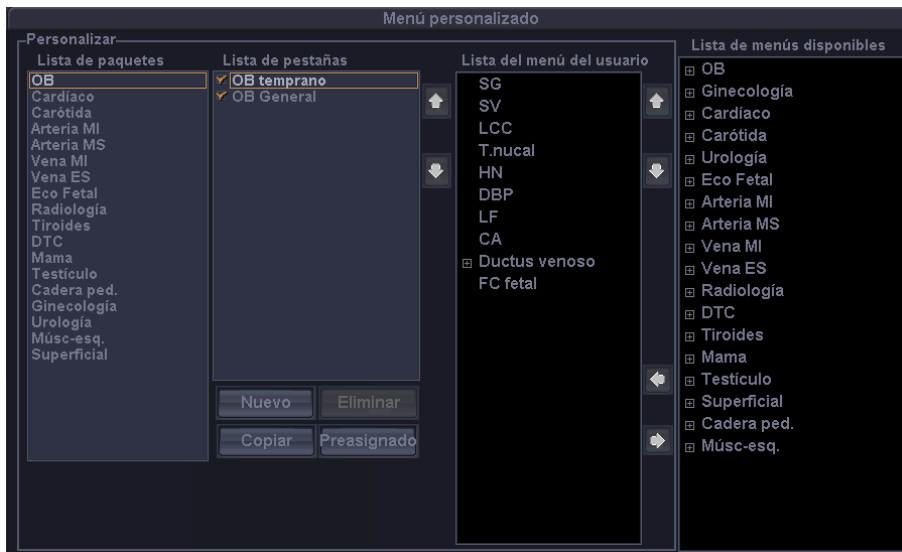 Menú personalizado
Personalizar
Lista de paquetes
OB
Cardíaco
Carótida
Arteria MI
Arteria MS
Vena MI
Vena ES
Eco Fetal
Radiología
Tiroides
DTC
Mama
Testículo
Cadera ped.
Ginecología
Urología
Músc-esq.
Superficial
Lista de pestañas
OB temprano
OB General
Nuevo
Eliminar
Copiar
Preasignado
Lista del menú del usuario
SG
SV
LCC
T.nucal
HN
DBP
LF
CA
Ductus venoso
FC fetal
Lista de menús disponibles
OB
Ginecología
Cardíaco
Carótida
Urología
Eco Fetal
Arteria MI
Arteria MS
Vena MI
Vena ES
Radiología
DTC
Tiroides
Mama
Testículo
Superficial
Cadera ped.
Músc-esq.